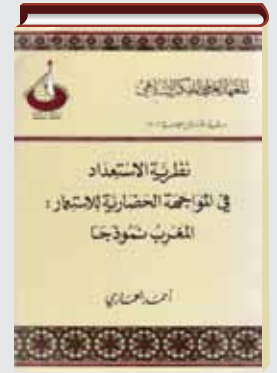 المعهد العالمي للفكر الإسلامي
نظرية الاستعداد
في المواجهة الحضارية للاستعمار :
المغرب نموذجا
أحمد العماري